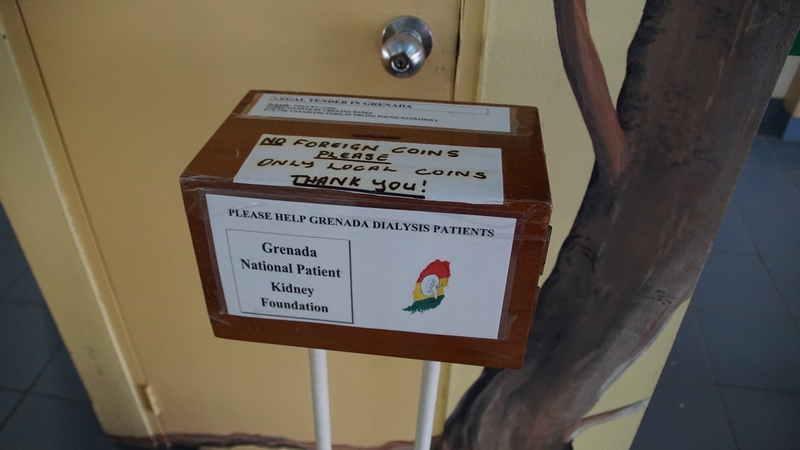 LEGAL TENDER IN GRENADA
NO FOREIGN COINS
PLEASE
ONLY LOCAL COINS
THANK YOU!
PLEASE HELP GRENADA DIALYSIS PATIENTS
Grenada
National Patient
Kidney
Foundation